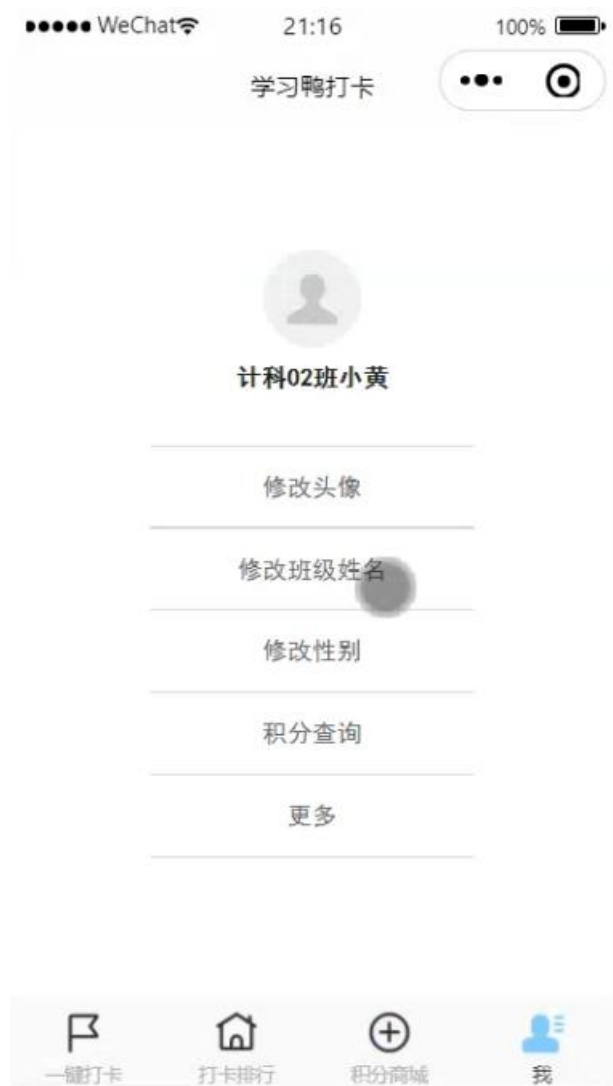 WeChat 21:16 100%
学习鸭打卡
计科02班小黄
修改头像
修改班级姓名
修改性别
积分查询
更多
一键打卡 打卡排行 积分商城 我